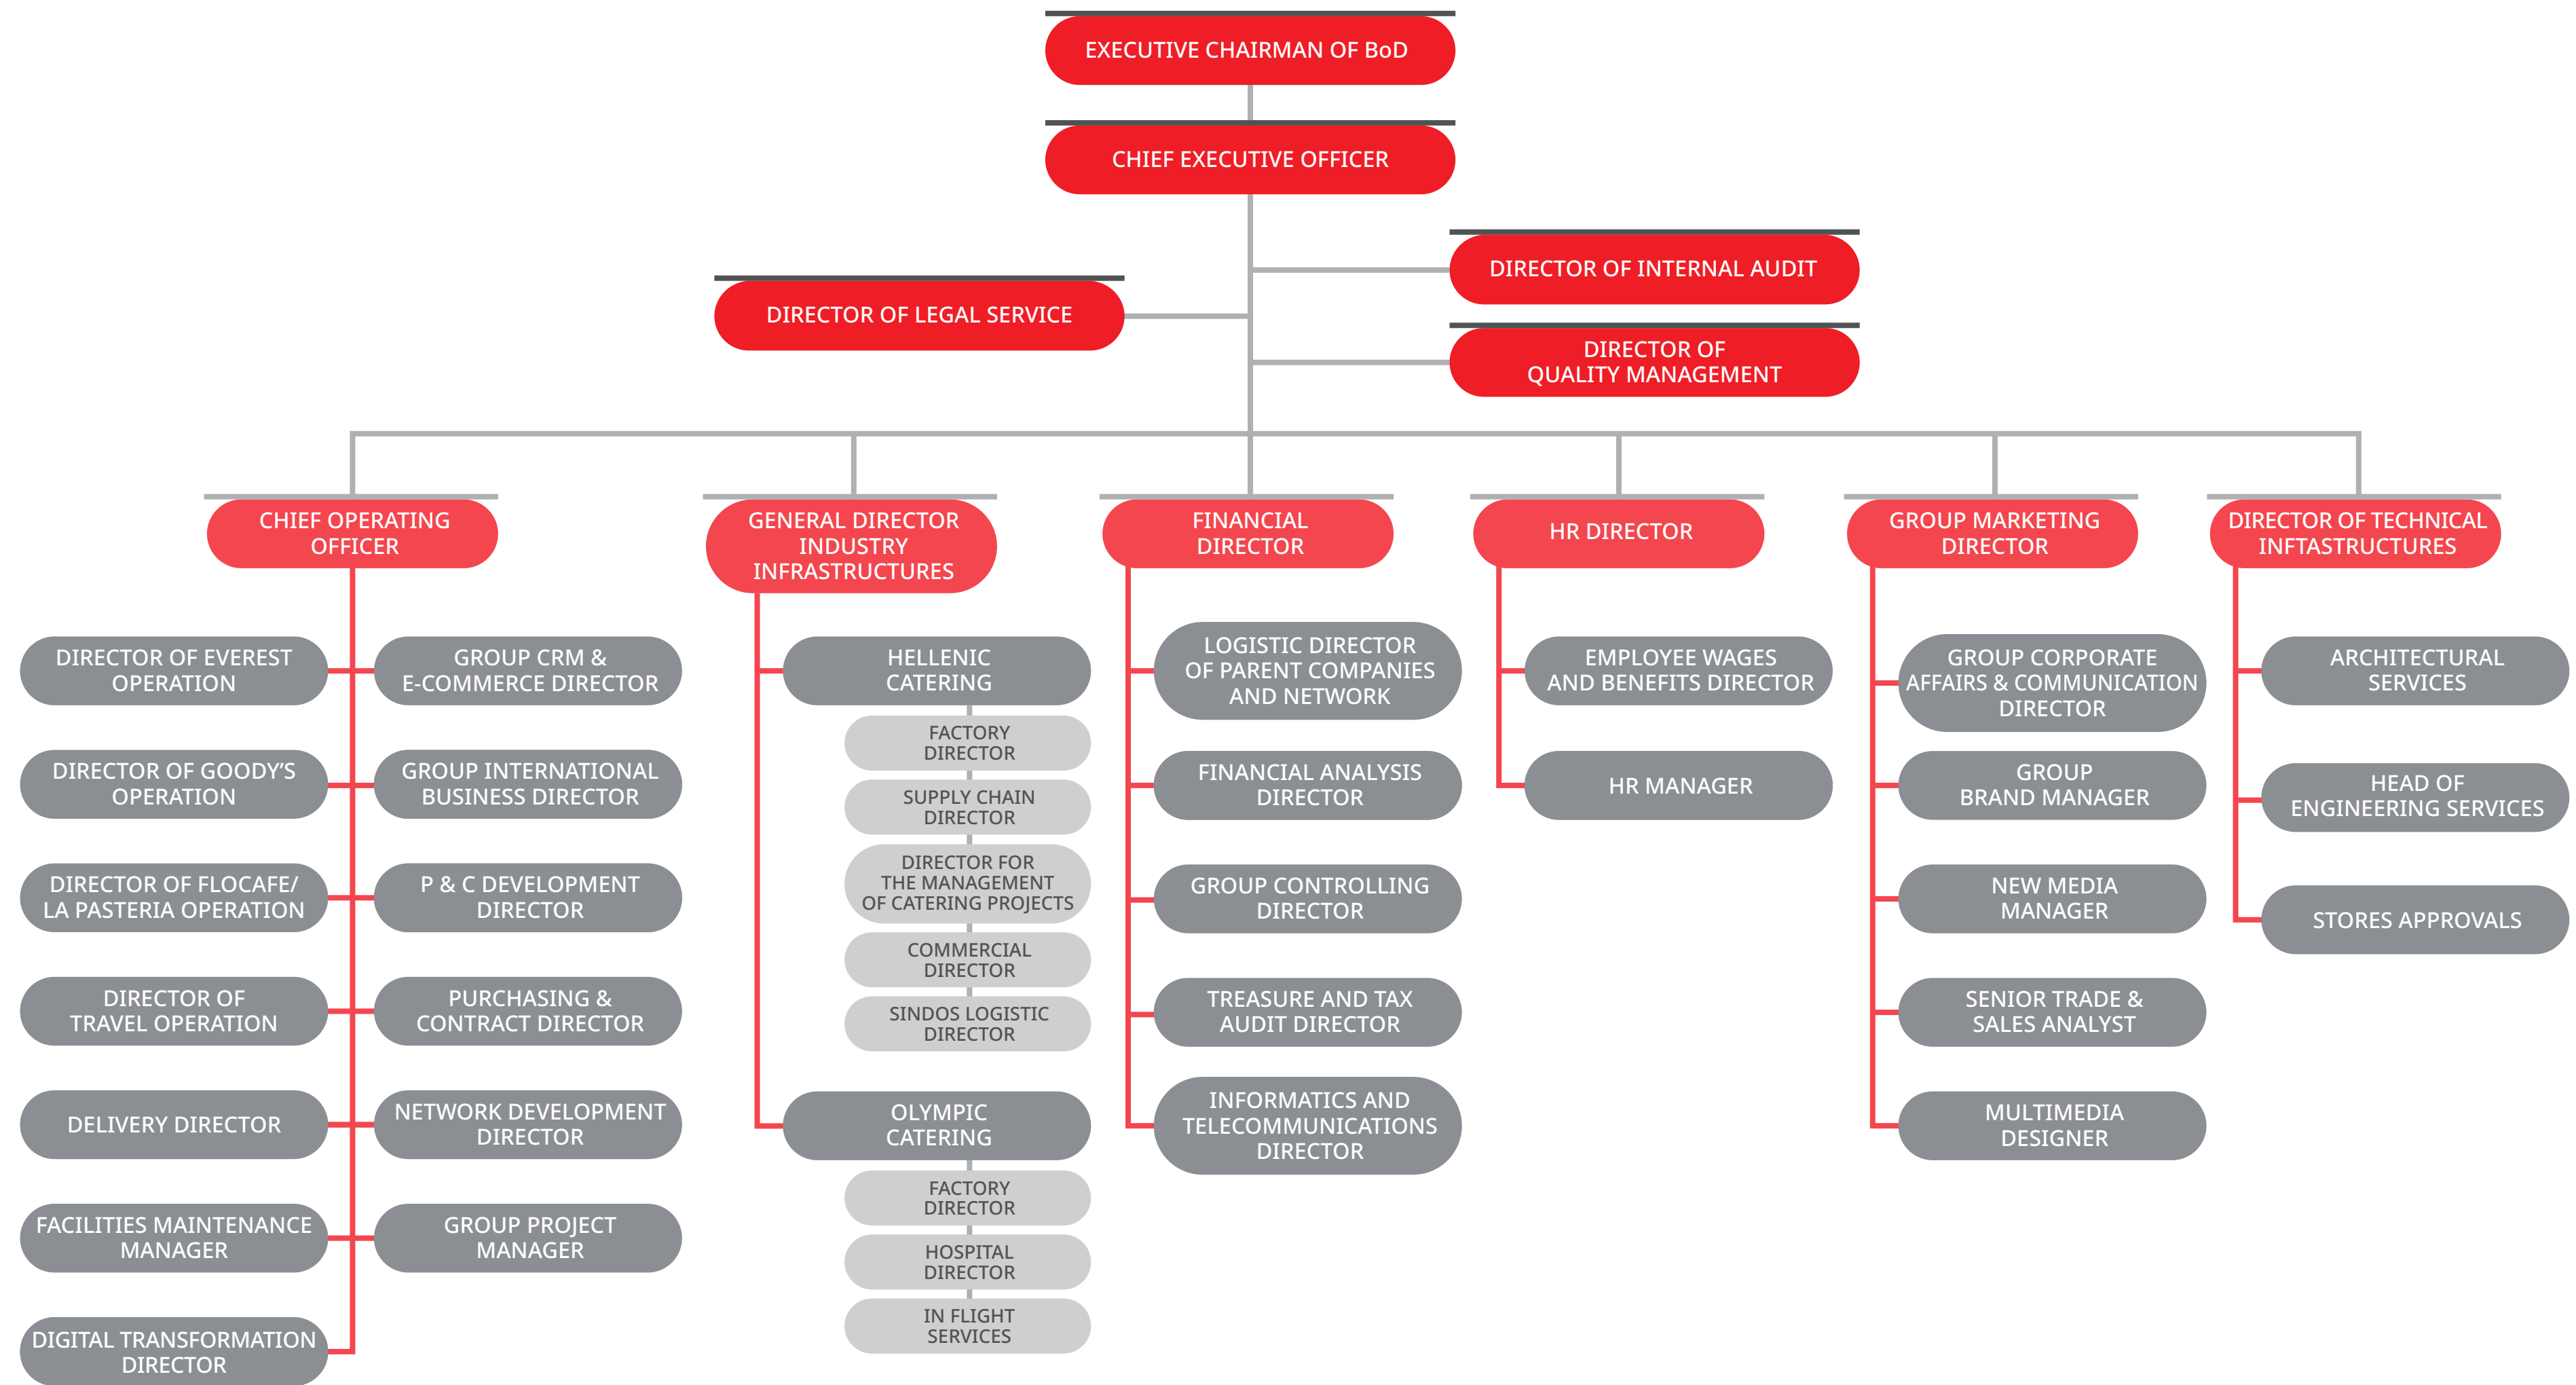 EXECUTIVE CHAIRMAN OF BoD
CHIEF EXECUTIVE OFFICER
DIRECTOR OF INTERNAL AUDIT
DIRECTOR OF LEGAL SERVICE
DIRECTOR OF
QUALITY MANAGEMENT
CHIEF OPERATING
OFFICER
DIRECTOR OF EVEREST
OPERATION
DIRECTOR OF GOODY'S
OPERATION
DIRECTOR OF FLOCAFE/
LA PASTERIA OPERATION
DIRECTOR OF
TRAVEL OPERATION
DELIVERY DIRECTOR
FACILITIES MAINTENANCE
MANAGER
DIGITAL TRANSFORMATION
DIRECTOR
GROUP CRM &
E-COMMERCE DIRECTOR
GROUP INTERNATIONAL
BUSINESS DIRECTOR
P & C DEVELOPMENT
DIRECTOR
PURCHASING &
CONTRACT DIRECTOR
NETWORK DEVELOPMENT
DIRECTOR
GROUP PROJECT
MANAGER
GENERAL DIRECTOR
INDUSTRY
INFRASTRUCTURES
HELLENIC
CATERING
FACTORY
DIRECTOR
SUPPLY CHAIN
DIRECTOR
DIRECTOR FOR
THE MANAGEMENT
OF CATERING PROJECTS
COMMERCIAL
DIRECTOR
SINDOS LOGISTIC
DIRECTOR
OLYMPIC
CATERING
FACTORY
DIRECTOR
HOSPITAL
DIRECTOR
IN FLIGHT
SERVICES
FINANCIAL
DIRECTOR
LOGISTIC DIRECTOR
OF PARENT COMPANIES
AND NETWORK
FINANCIAL ANALYSIS
DIRECTOR
GROUP CONTROLLING
DIRECTOR
TREASURE AND TAX
AUDIT DIRECTOR
INFORMATICS AND
TELECOMMUNICATIONS
DIRECTOR
HR DIRECTOR
EMPLOYEE WAGES
AND BENEFITS DIRECTOR
HR MANAGER
GROUP MARKETING
DIRECTOR
GROUP CORPORATE
AFFAIRS & COMMUNICATION
DIRECTOR
GROUP
BRAND MANAGER
NEW MEDIA
MANAGER
SENIOR TRADE &
SALES ANALYST
MULTIMEDIA
DESIGNER
DIRECTOR OF TECHNICAL
INFTASTRUCTURES
ARCHITECTURAL
SERVICES
HEAD OF
ENGINEERING SERVICES
STORES APPROVALS